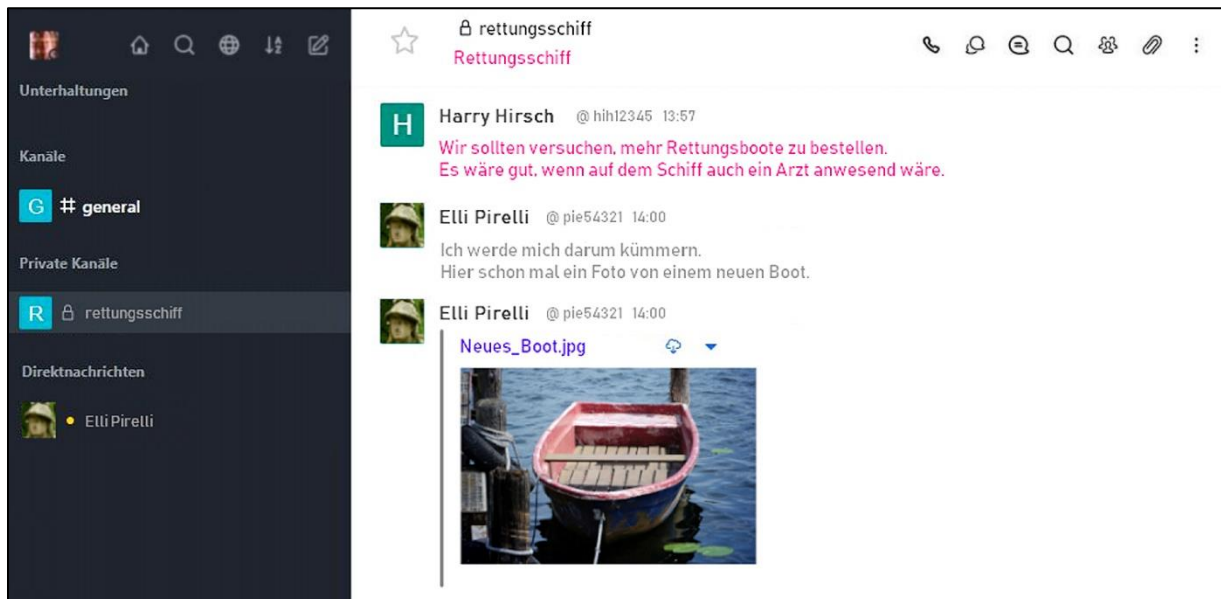 Unterhaltungen
Kanäle
G # general
Private Kanäle
R rettungsschiff
Direktnachrichten
Elli Pirelli
rettungsschiff
Rettungsschiff
H
Harry Hirsch @ hih12345 13:57
Wir sollten versuchen, mehr Rettungsboote zu bestellen.
Es wäre gut, wenn auf dem Schiff auch ein Arzt anwesend wäre.
Elli Pirelli @ pie54321 14:00
Ich werde mich darum kümmern.
Hier schon mal ein Foto von einem neuen Boot.
Elli Pirelli @ pie54321 14:00
Neues_Boot.jpg